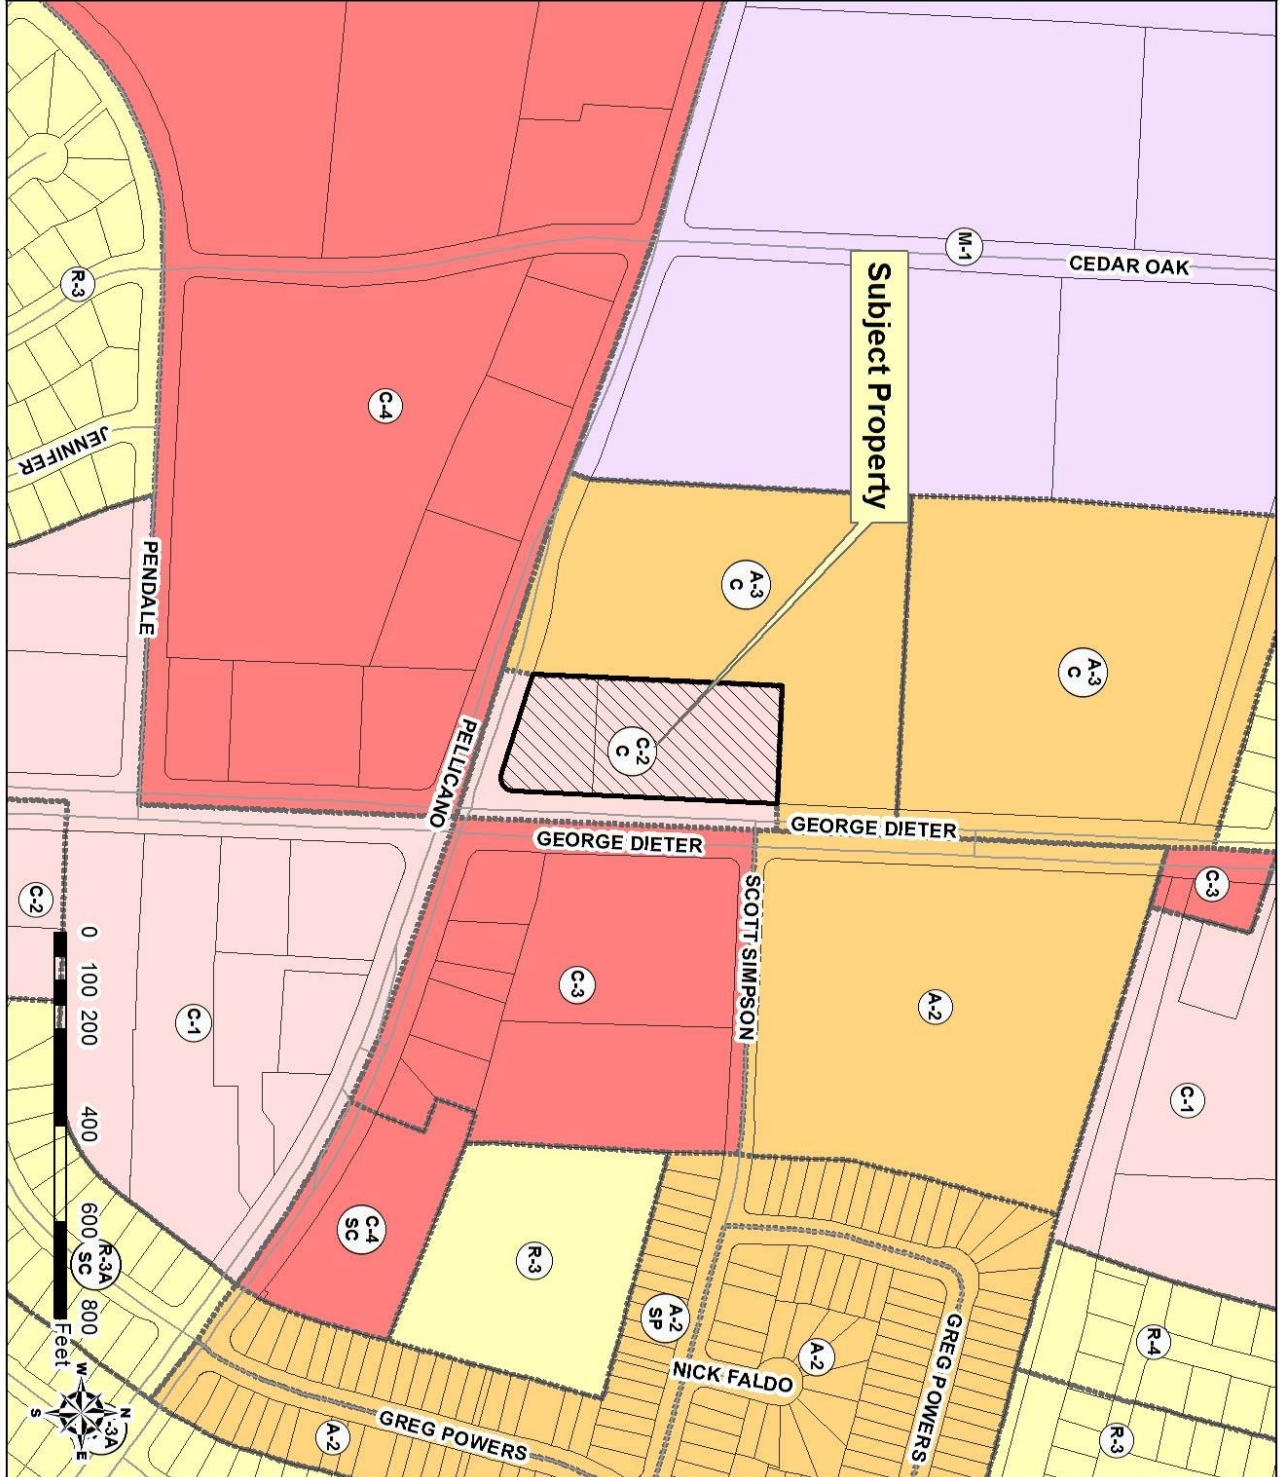 CEDAR OAK
M-1
C-3
C-1
R-4
R-3
A-3
C
GREG POWERS
A-2
Subject Property
GEORGE DIETER
A-2
SCOTT SIMPSON
A-3
C
NICK FALDO
A-2
SP
C-2
C
GEORGE DIETER
C-3
R-3
PELLICANO
GREG POWERS
C-4
C-4
SC
A-2
C-1
PENDALE
R-3
JENNIFER
C-2
R-3A
SC
0 100 200 400 600 800
Feet
N
W
E
S
-3A